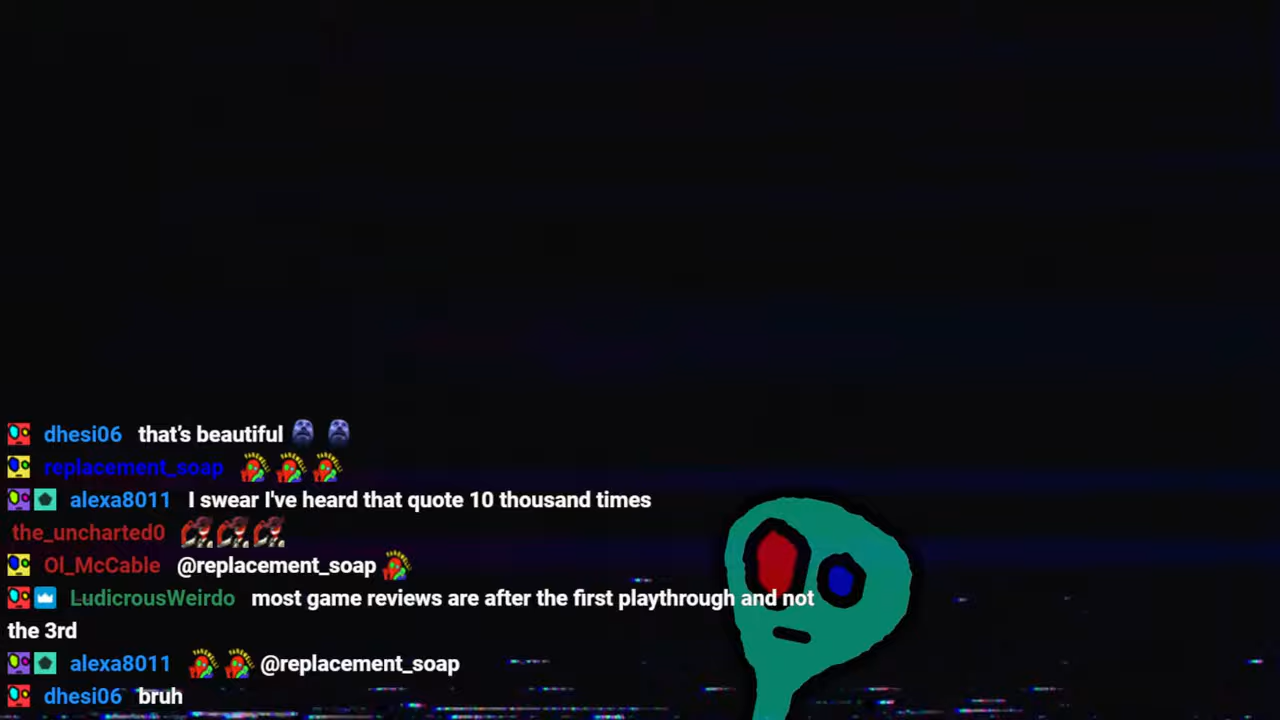 dhesi06 that's beautiful
replacement_soap
alexa8011 I swear I've heard that quote 10 thousand times
the_uncharted0
Ol_McCable @replacement_soap
LudicrousWeirdo most game reviews are after the first playthrough and not
the 3rd
alexa8011 @replacement_soap
dhesi06 bruh